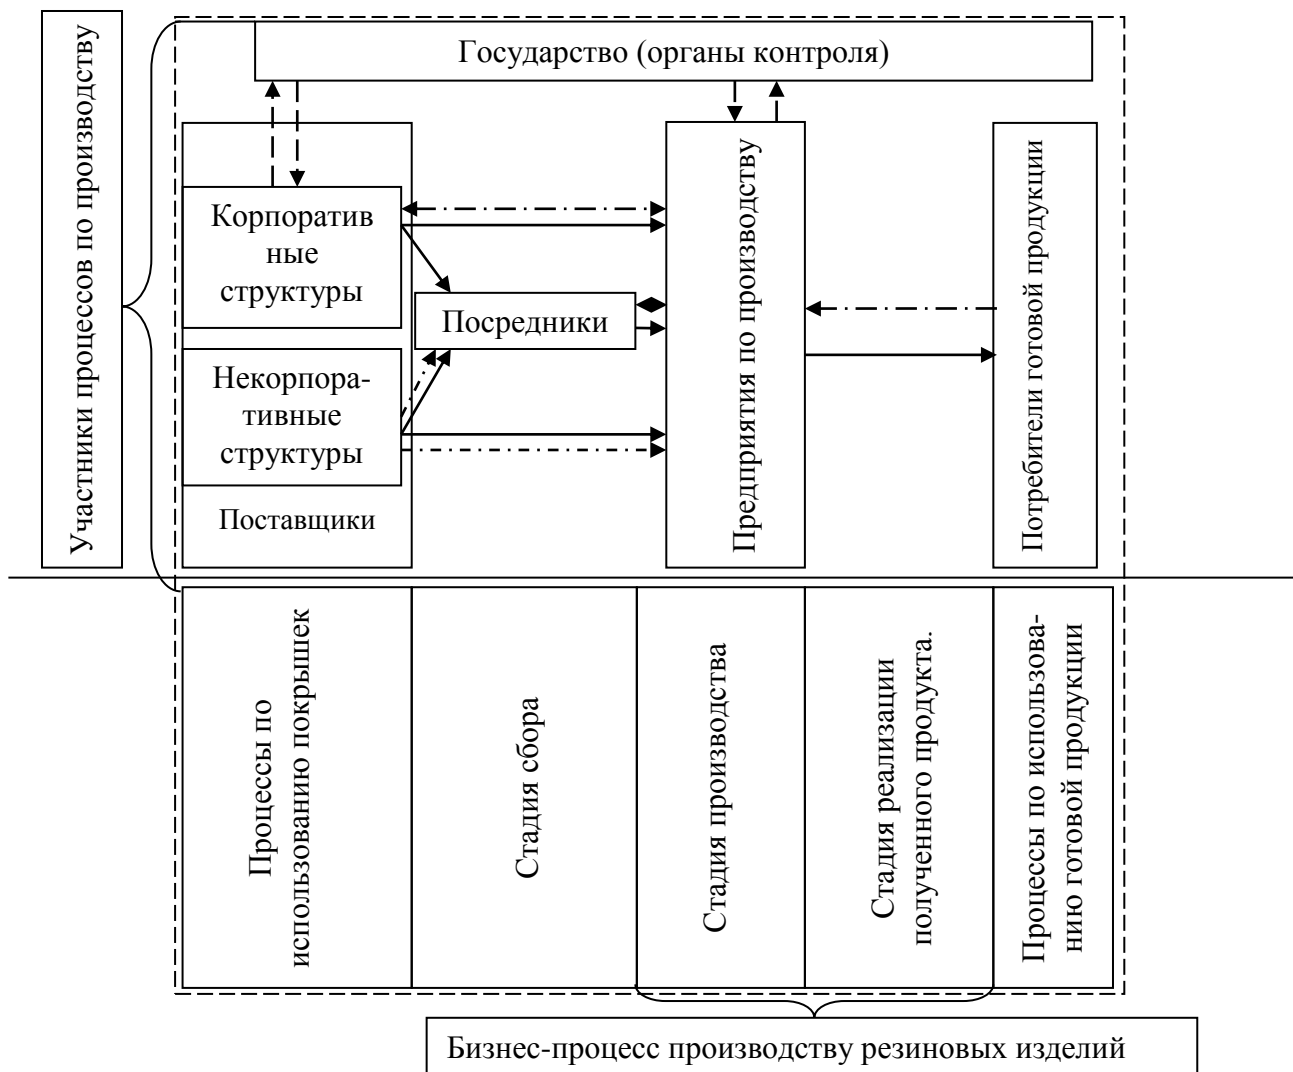 Участники процессов по производству
Государство (органы контроля)
Корпоратив
ные
структуры
Посредники
Некорпора-
тивные
структуры
Поставщики
Предприятия по производству
Потребители готовой продукции
Процессы по
использованию покрышек
Стадия сбора
Стадия производства
Стадия реализации
полученного продукта.
Процессы по использова-
нию готовой продукции
Бизнес-процесс производству резиновых изделий